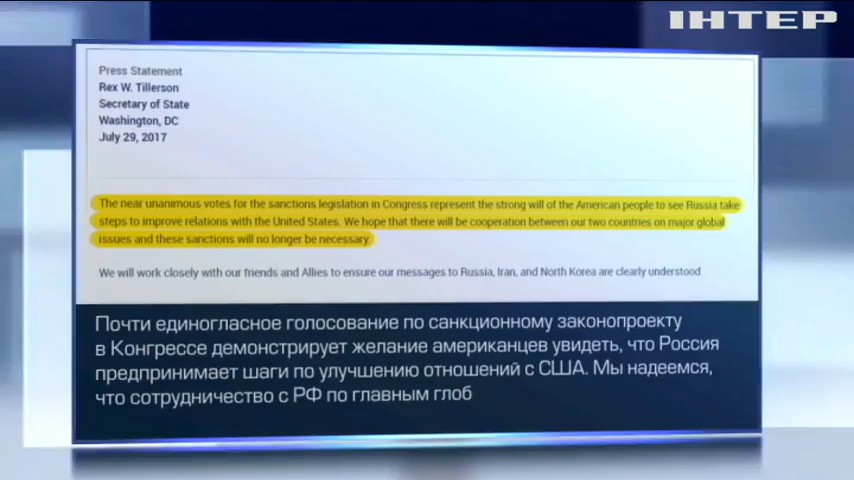 ІНТЕР
Press Statement
Rex W. Tillerson
Secretary of State
Washington, DC
July 29, 2017
The near unanimous votes for the sanctions legislation in Congress represent the strong will of the American people to see Russia take
steps to improve relations with the United States. We hope that there will be cooperation between our two countries on major global
issues and these sanctions will no longer be necessary.
We will work closely with our friends and Allies to ensure our messages to Russia, Iran, and North Korea are clearly understood
Почти единогласное голосование по санкционному законопроекту
в Конгрессе демонстрирует желание американцев увидеть, что Россия
предпринимает шаги по улучшению отношений с США. Мы надеемся,
что сотрудничество с РФ по главным глоб